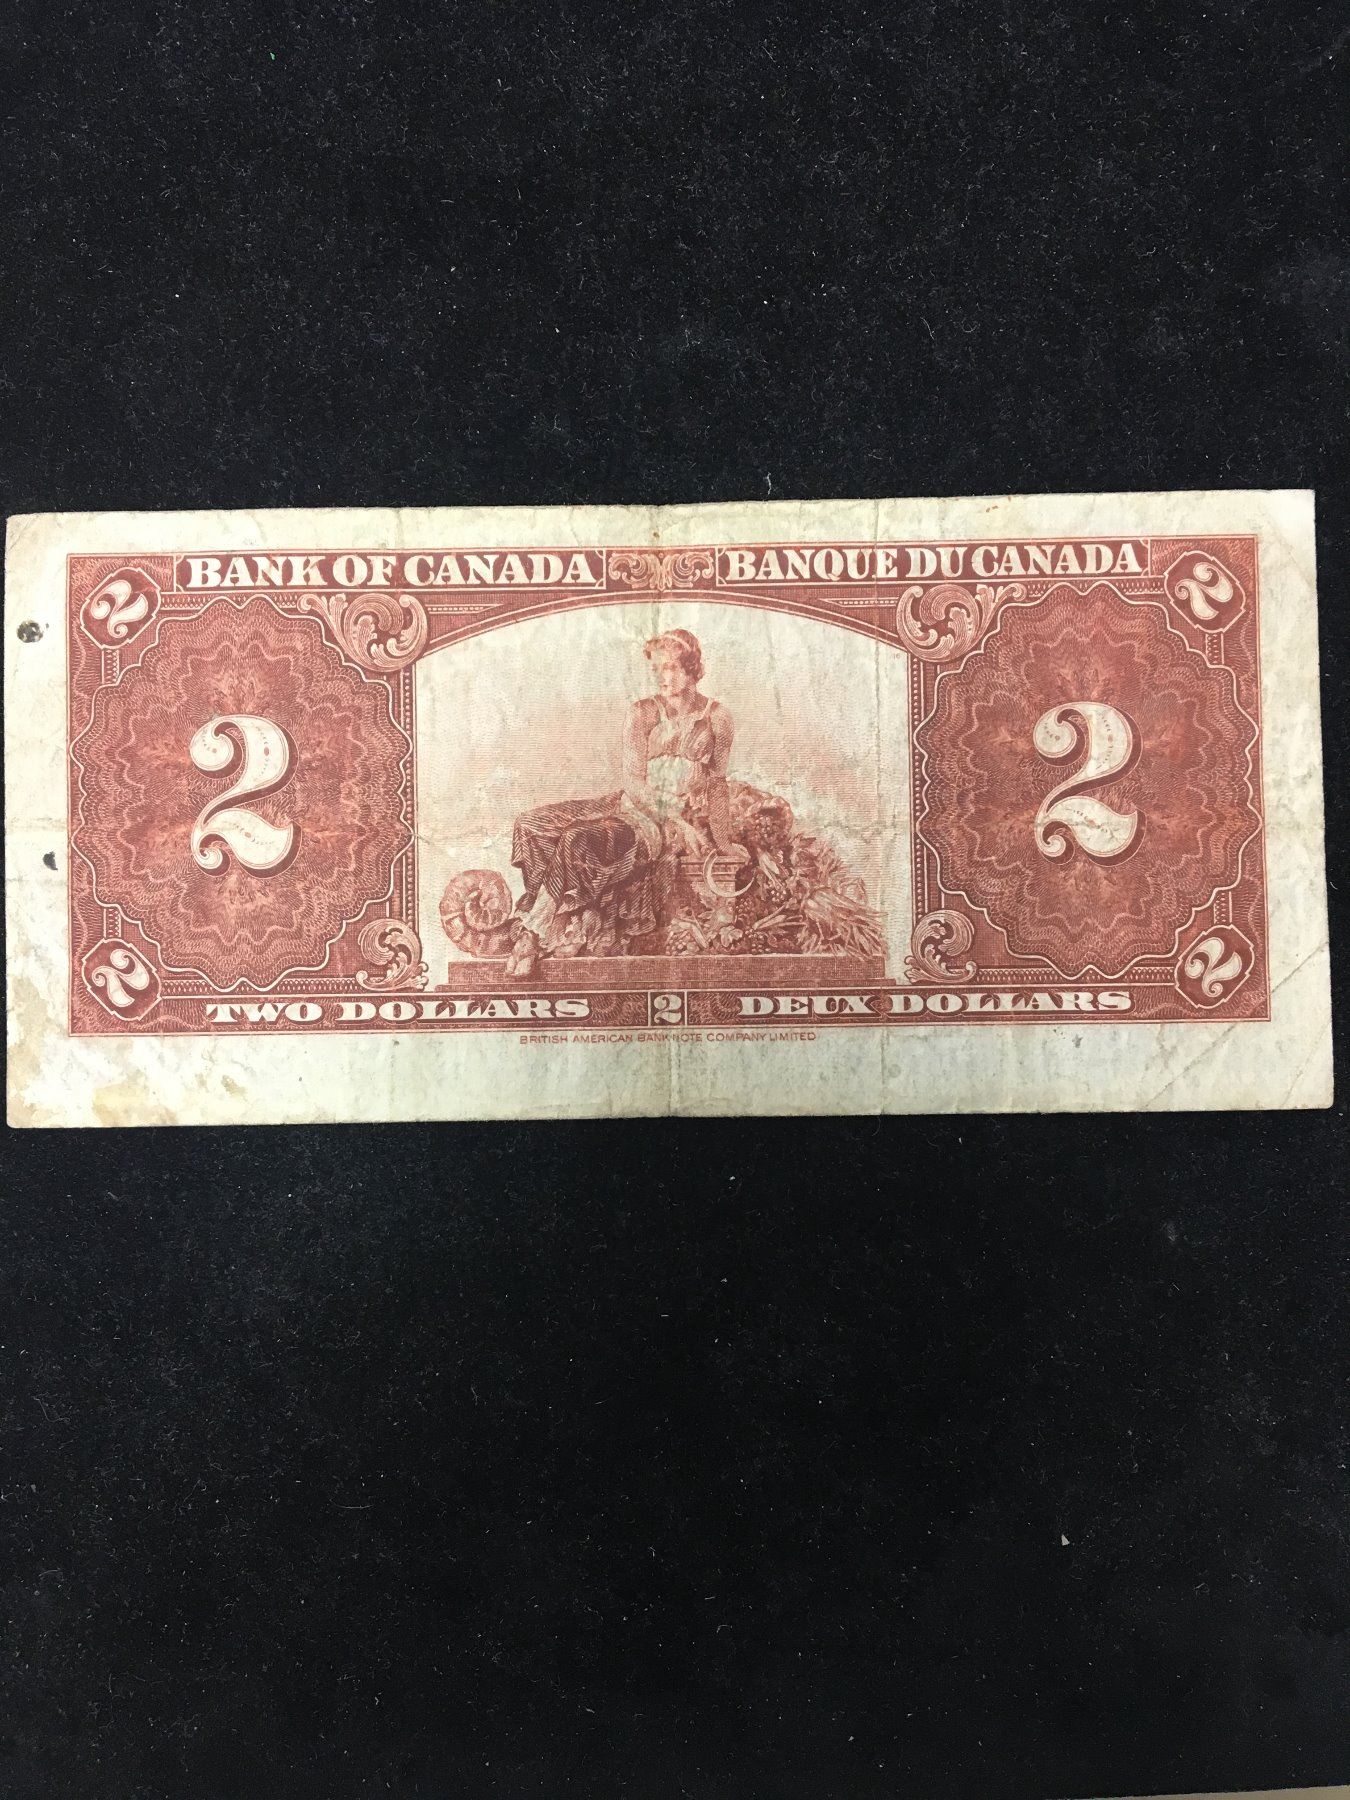 2 BANK OF CANADA BANQUE DU CANADA 2
2 2
2 TWO DOLLARS 2 DEUX DOLLARS 2
BRITISH AMERICAN BANK NOTE COMPANY LIMITED